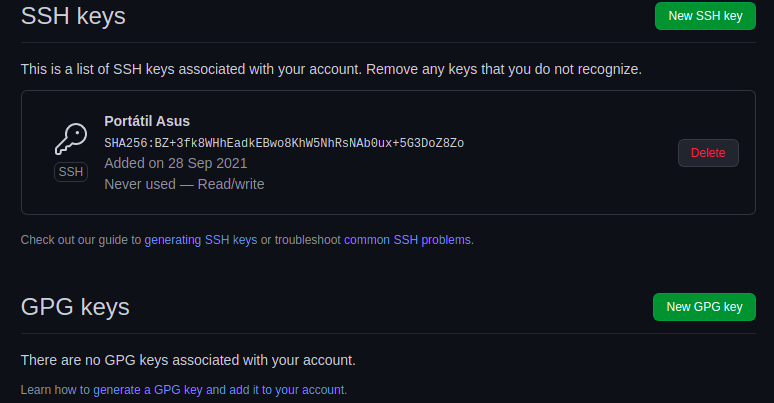 SSH keys
New SSH key
This is a list of SSH keys associated with your account. Remove any keys that you do not recognize.
Portátil Asus
SHA256:BZ+3fk8WHhEadkEBwo8KhW5NhRsNAb0ux+5G3DoZ8Zo
Added on 28 Sep 2021
Never used — Read/write
SSH
Delete
Check out our guide to generating SSH keys or troubleshoot common SSH problems.
GPG keys
New GPG key
There are no GPG keys associated with your account.
Learn how to generate a GPG key and add it to your account.